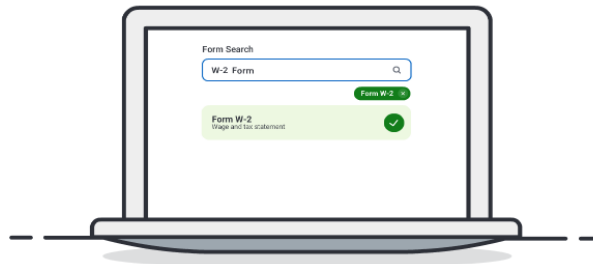 Form Search
W-2 Form
Form W-2
Form W-2
Wage and tax statement